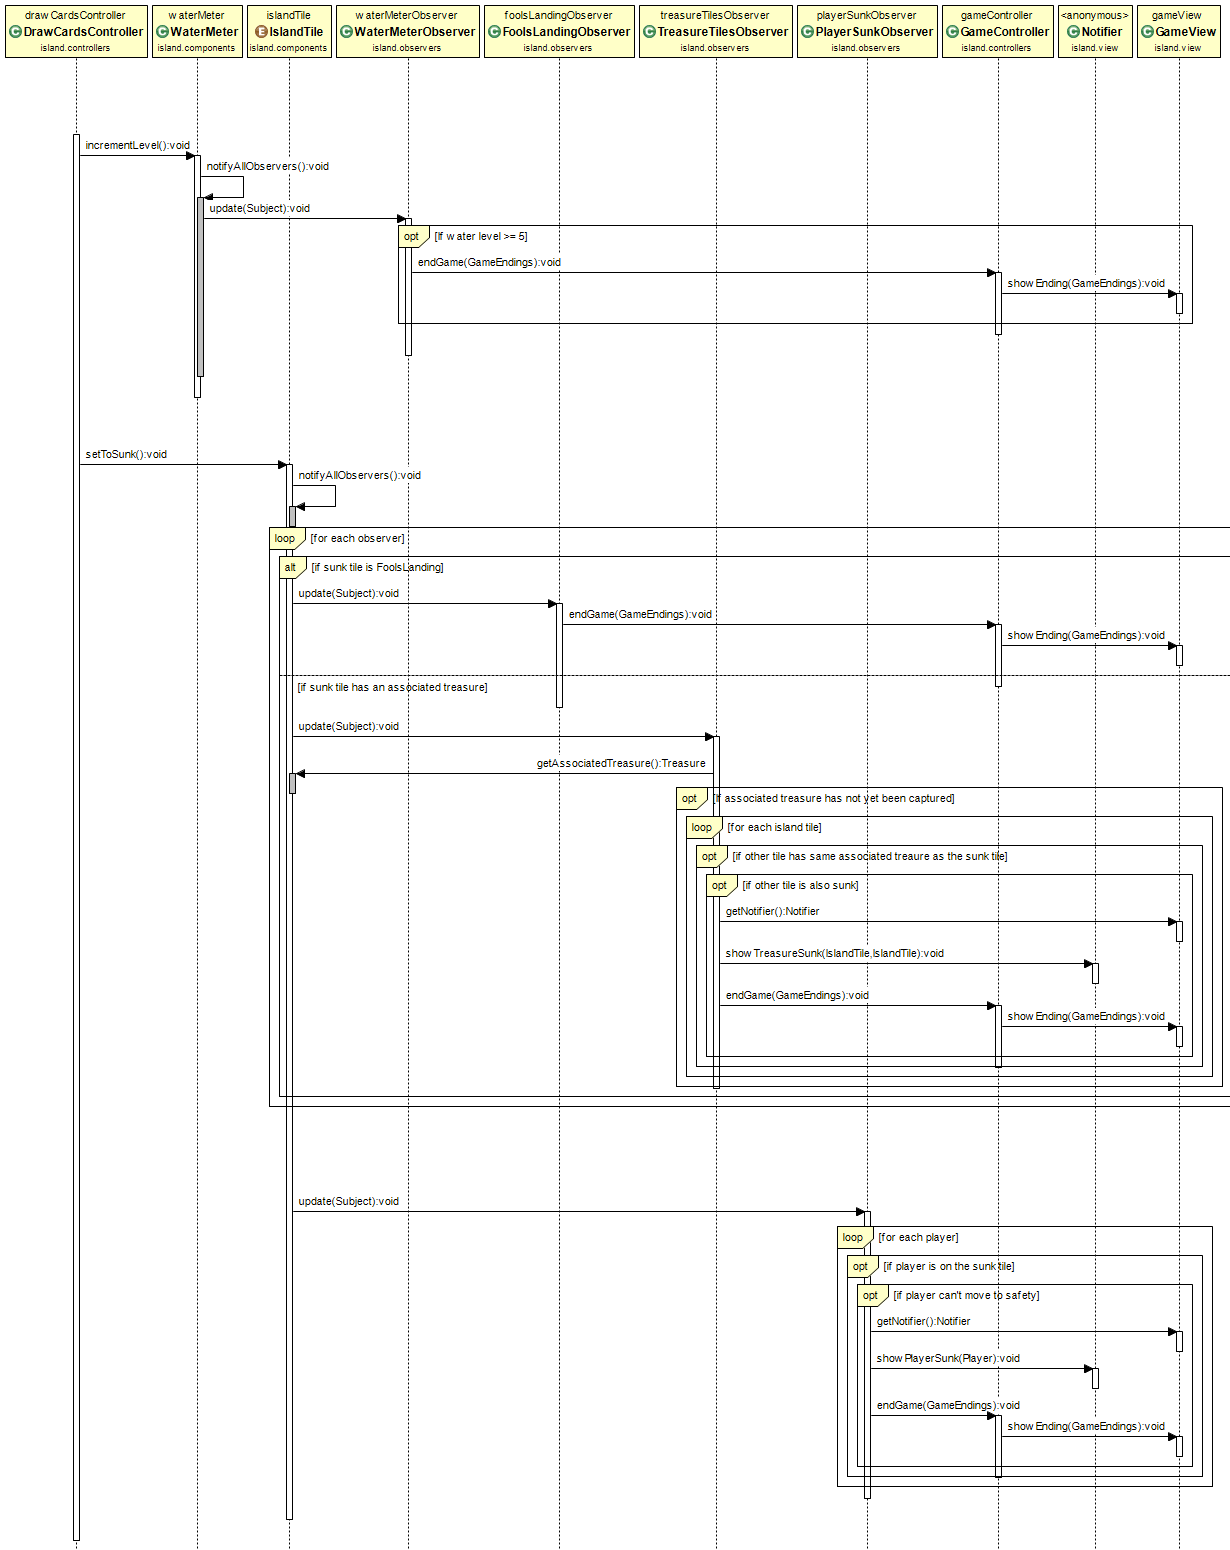 drawCardsController
DrawCardsController
island.controllers
waterMeter
WaterMeter
island.components
islandTile
IslandTile
island.components
waterMeterObserver
WaterMeterObserver
island.observers
foolsLandingObserver
FoolsLandingObserver
island.observers
treasureTilesObserver
TreasureTilesObserver
island.observers
playerSunkObserver
PlayerSunkObserver
island.observers
gameController
GameController
island.controllers
<anonymous>
Notifier
island.view
gameView
GameView
island.view
incrementLevel():void
notifyAllObservers():void
update(Subject):void
opt [If water level >= 5]
endGame(GameEndings):void
showEnding(GameEndings):void
setToSunk():void
notifyAllObservers():void
loop [for each observer]
alt [if sunk tile is FoolsLanding]
update(Subject):void
endGame(GameEndings):void
showEnding(GameEndings):void
[if sunk tile has an associated treasure]
update(Subject):void
getAssociatedTreasure():Treasure
opt [If associated treasure has not yet been captured]
loop [for each island tile]
opt [if other tile has same associated treaure as the sunk tile]
opt [if other tile is also sunk]
getNotifier():Notifier
showTreasureSunk(IslandTile,IslandTile):void
endGame(GameEndings):void
showEnding(GameEndings):void
update(Subject):void
loop [for each player]
opt [if player is on the sunk tile]
opt [if player can't move to safety]
getNotifier():Notifier
showPlayerSunk(Player):void
endGame(GameEndings):void
showEnding(GameEndings):void